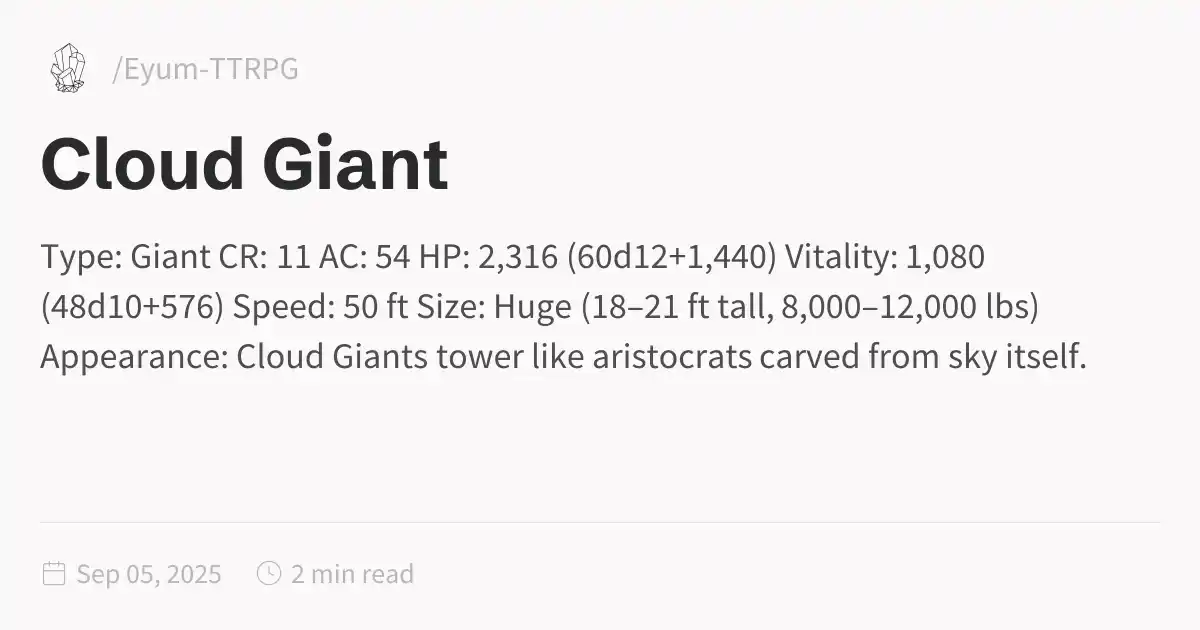 /Eyum-TTRPG
Cloud Giant
Type: Giant CR: 11 AC: 54 HP: 2,316 (60d12+1,440) Vitality: 1,080
(48d10+576) Speed: 50 ft Size: Huge (18–21 ft tall, 8,000–12,000 lbs)
Appearance: Cloud Giants tower like aristocrats carved from sky itself.
Sep 05, 2025 2 min read